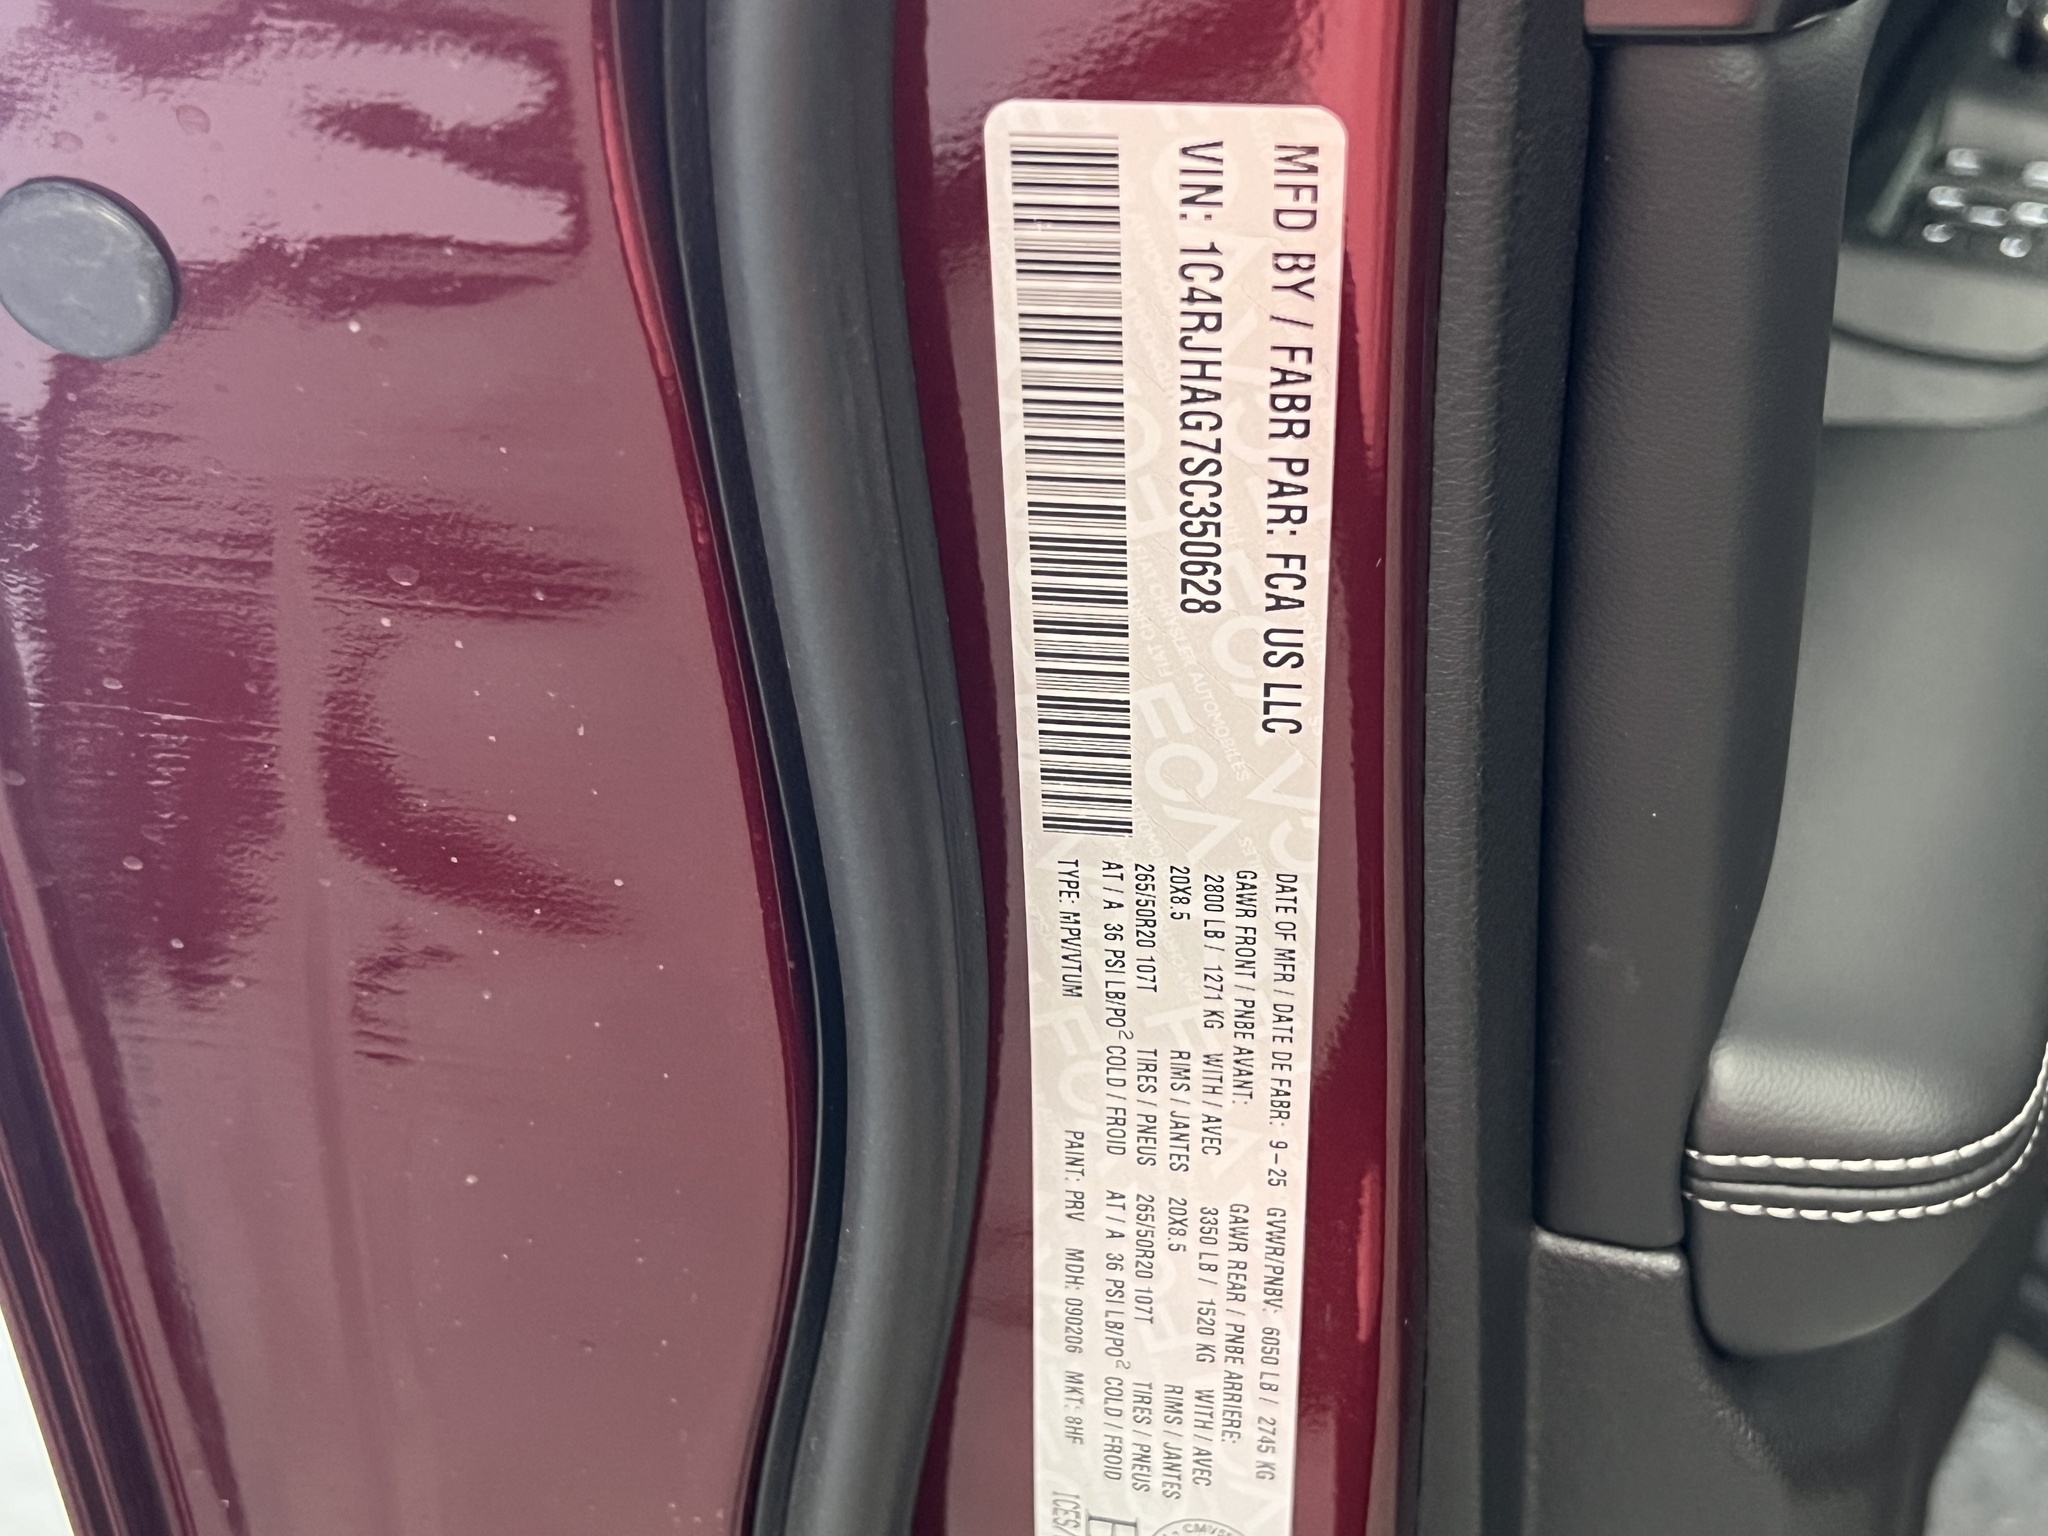 MFD BY / FABR PAR: FCA US LLC
DATE OF MFR / DATE DE FABR: 9-25 GVWR/PNBV: 6050 LB / 2745 KG
GAWR FRONT / PNBE AVANT: GAWR REAR / PNBE ARRIERE:
2800 LB / 1271 KG WITH / AVEC 3350 LB / 1520 KG WITH / AVEC
20X8.5 RIMS / JANTES 20X8.5 RIMS / JANTES
265/50R20 107T TIRES / PNEUS 265/50R20 107T TIRES / PNEUS
AT / A 36 PSI LB/PO² COLD / FROID AT / A 36 PSI LB/PO² COLD / FROID
VIN: 1C4RJHAG7SC350628
TYPE: MPV/VTUM PAINT: PRV MDH: 090206 MKT: 8HF
FCA
FIAT CHRYSLER AUTOMOBILES